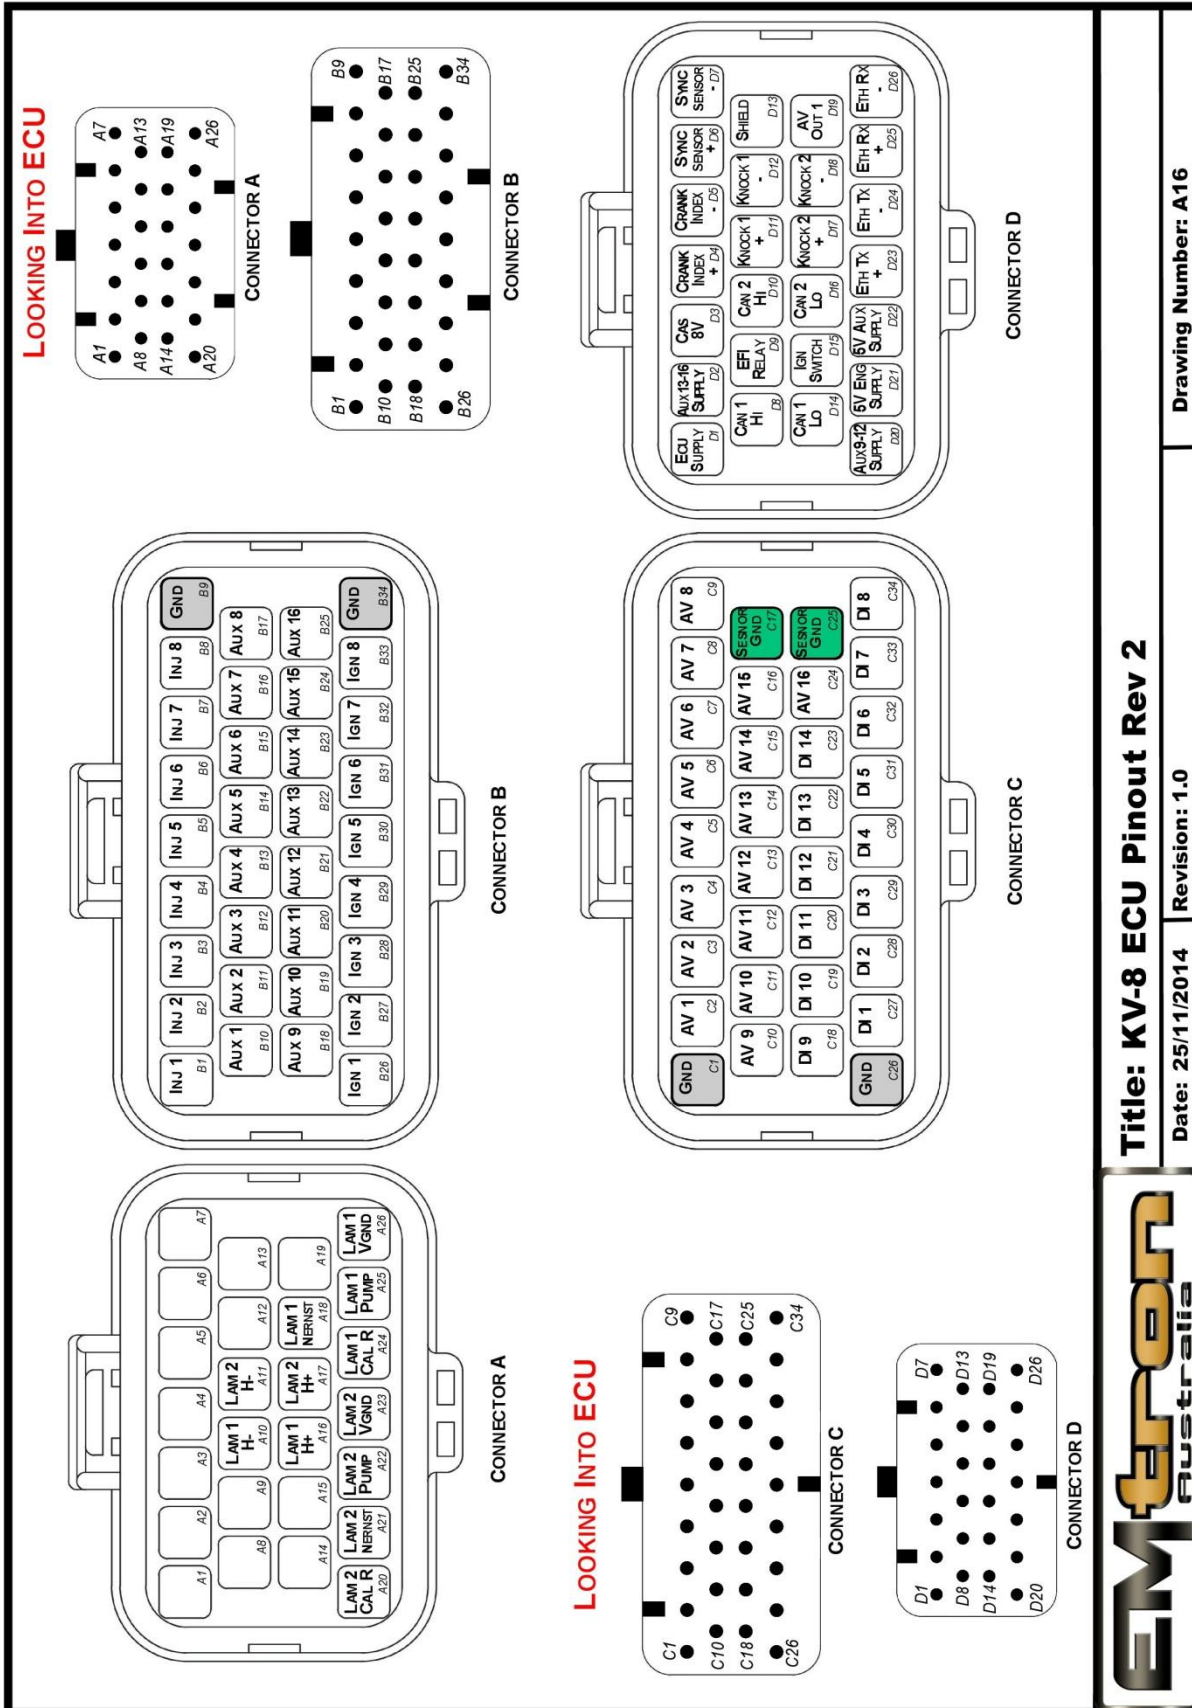 LOOKING INTO ECU
A1
A7
A8
A13
A14
A19
A20
A26
CONNECTOR A
B1
B9
B10
B17
B18
B25
B26
B34
CONNECTOR B
LAM 2 CAL R A20
LAM 2 NERNST A21
LAM 2 PUMP A22
LAM 2 VGND A23
LAM 1 CAL R A24
LAM 1 PUMP A25
LAM 1 VGND A26
A14
A15
LAM 1 H+ A16
LAM 2 H+ A17
LAM 1 NERNST A18
A19
A8
A9
LAM 1 H- A10
LAM 2 H- A11
A12
A13
A1
A2
A3
A4
A5
A6
A7
CONNECTOR A
INJ 1 B1
INJ 2 B2
INJ 3 B3
INJ 4 B4
INJ 5 B5
INJ 6 B6
INJ 7 B7
INJ 8 B8
GND B9
AUX 1 B10
AUX 2 B11
AUX 3 B12
AUX 4 B13
AUX 5 B14
AUX 6 B15
AUX 7 B16
AUX 8 B17
AUX 9 B18
AUX 10 B19
AUX 11 B20
AUX 12 B21
AUX 13 B22
AUX 14 B23
AUX 15 B24
AUX 16 B25
IGN 1 B26
IGN 2 B27
IGN 3 B28
IGN 4 B29
IGN 5 B30
IGN 6 B31
IGN 7 B32
IGN 8 B33
GND B34
CONNECTOR B
LOOKING INTO ECU
C1
C9
C10
C17
C18
C25
C26
C34
CONNECTOR C
D1
D7
D8
D13
D14
D19
D20
D26
CONNECTOR D
GND C1
AV 1 C2
AV 2 C3
AV 3 C4
AV 4 C5
AV 5 C6
AV 6 C7
AV 7 C8
AV 8 C9
AV 9 C10
AV 10 C11
AV 11 C12
AV 12 C13
AV 13 C14
AV 14 C15
AV 15 C16
SESNOR GND C17
DI 9 C18
DI 10 C19
DI 11 C20
DI 12 C21
DI 13 C22
DI 14 C23
AV 16 C24
SESNOR GND C25
GND C26
DI 1 C27
DI 2 C28
DI 3 C29
DI 4 C30
DI 5 C31
DI 6 C32
DI 7 C33
DI 8 C34
CONNECTOR C
ECU SUPPLY D1
AUX13-16 SUPPLY D2
CAS 8V D3
CRANK INDEX + D4
CRANK INDEX - D5
SYNC SENSOR + D6
SYNC SENSOR - D7
CAN 1 HI D8
EFI RELAY D9
CAN 2 HI D10
KNOCK 1 + D11
KNOCK 1 - D12
SHIELD D13
CAN 1 LO D14
IGN SWITCH D15
CAN 2 LO D16
KNOCK 2 + D17
KNOCK 2 - D18
AV OUT 1 D19
AUX9-12 SUPPLY D20
5V ENG SUPPLY D21
5V AUX SUPPLY D22
ETH TX + D23
ETH TX - D24
ETH RX + D25
ETH RX - D26
CONNECTOR D
EMtron
Australia
Title: KV-8 ECU Pinout Rev 2
Date: 25/11/2014
Revision: 1.0
Drawing Number: A16